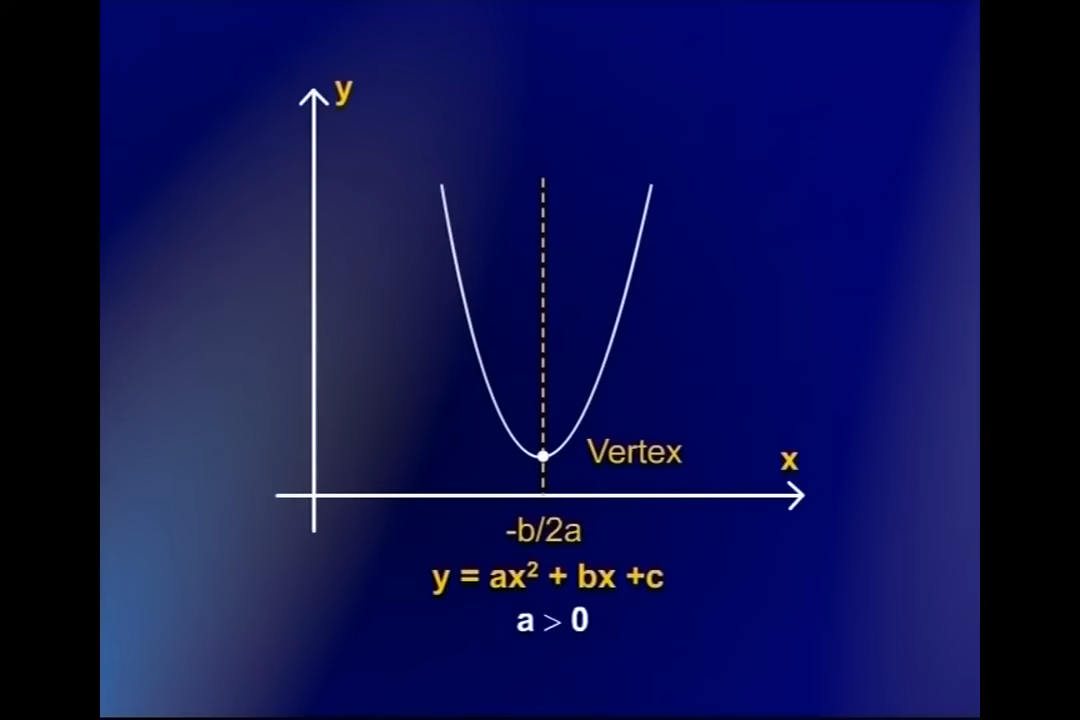 y
Vertex
x
-b/2a
y = ax² + bx +c
a > 0